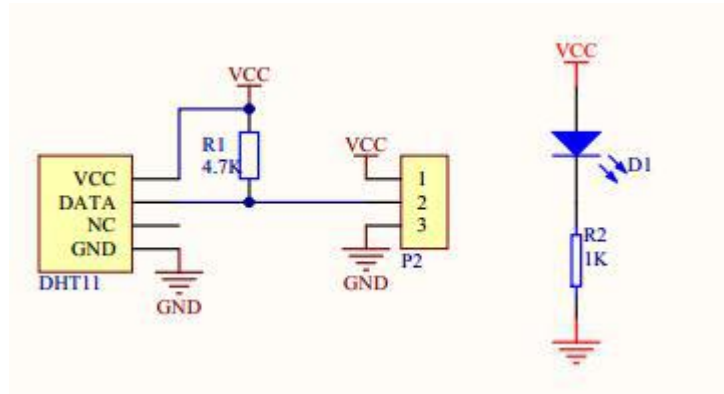 VCC
R1
4.7K
VCC
DATA
NC
GND
DHT11
GND
VCC
1
2
3
P2
GND
VCC
D1
R2
1K